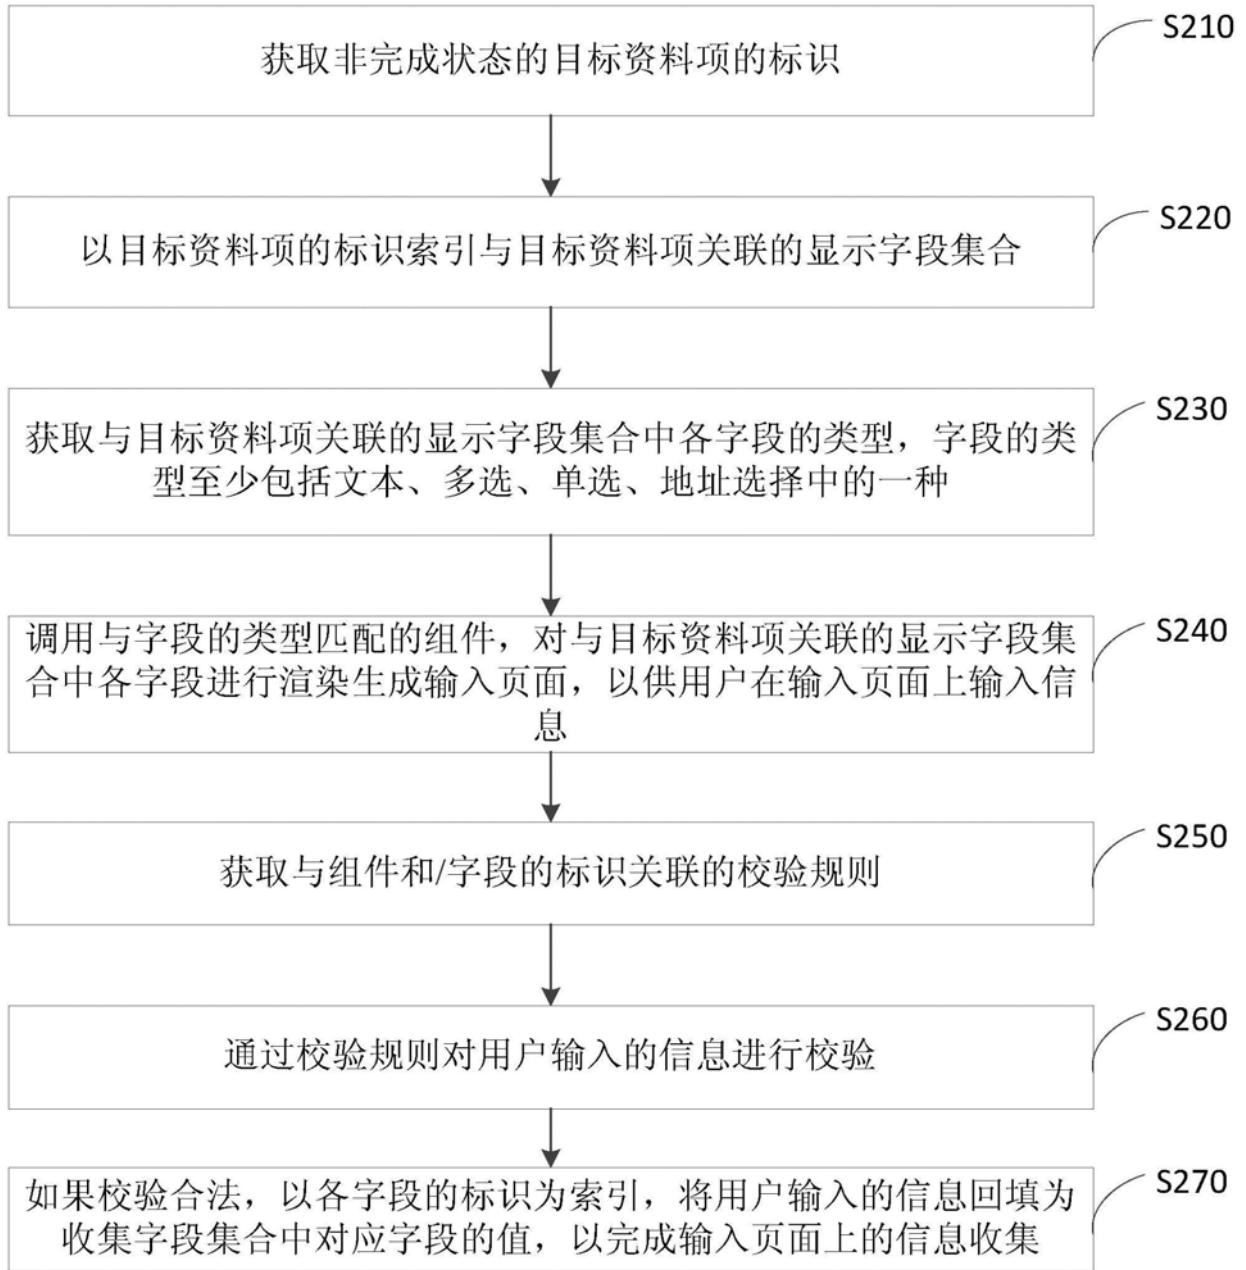 获取非完成状态的目标资料项的标识
S210
以目标资料项的标识索引与目标资料项关联的显示字段集合
S220
获取与目标资料项关联的显示字段集合中各字段的类型，字段的类
型至少包括文本、多选、单选、地址选择中的一种
S230
调用与字段的类型匹配的组件，对与目标资料项关联的显示字段集
合中各字段进行渲染生成输入页面，以供用户在输入页面上输入信
息
S240
获取与组件和/字段的标识关联的校验规则
S250
通过校验规则对用户输入的信息进行校验
S260
如果校验合法，以各字段的标识为索引，将用户输入的信息回填为
收集字段集合中对应字段的值，以完成输入页面上的信息收集
S270